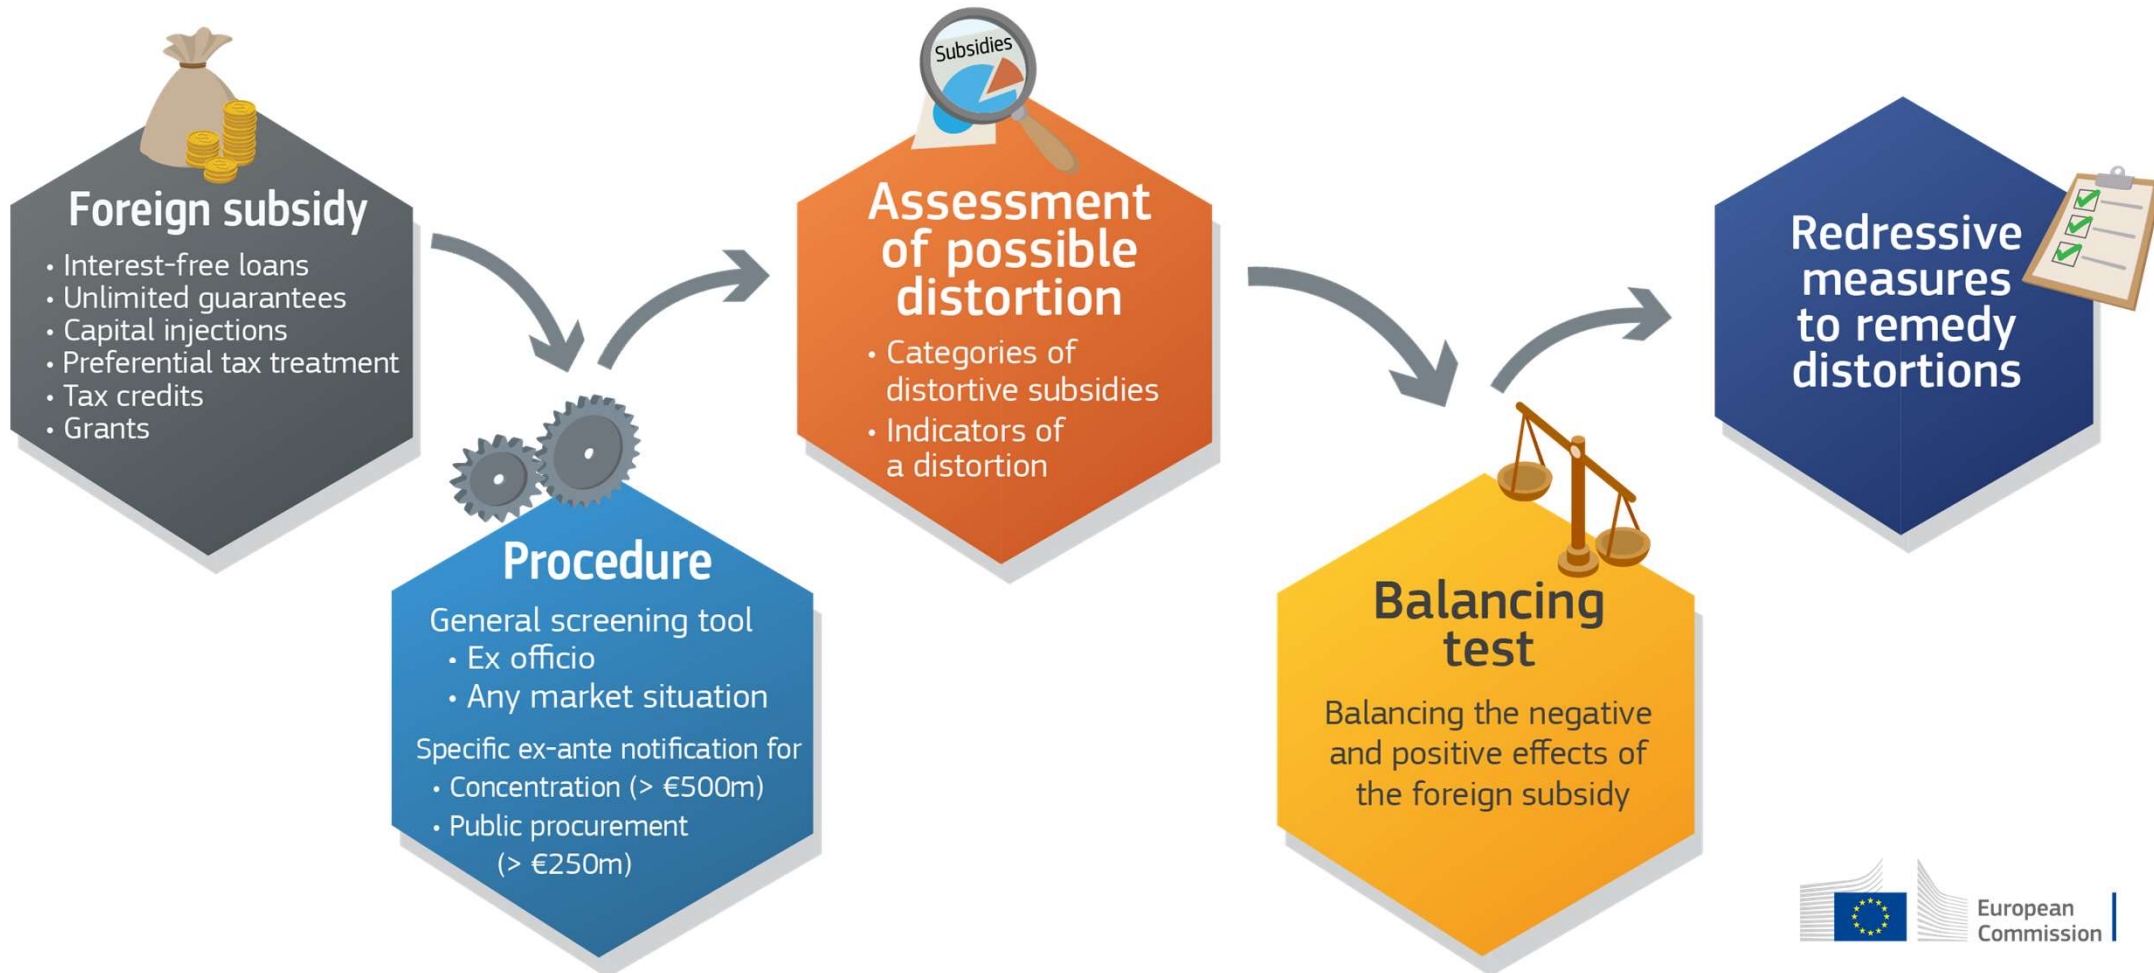 Foreign subsidy
• Interest-free loans
• Unlimited guarantees
• Capital injections
• Preferential tax treatment
• Tax credits
• Grants
Procedure
General screening tool
• Ex officio
• Any market situation
Specific ex-ante notification for
• Concentration (> €500m)
• Public procurement
(> €250m)
Subsidies
Assessment
of possible
distortion
• Categories of
distortive subsidies
• Indicators of
a distortion
Balancing
test
Balancing the negative
and positive effects of
the foreign subsidy
Redressive
measures
to remedy
distortions
European
Commission